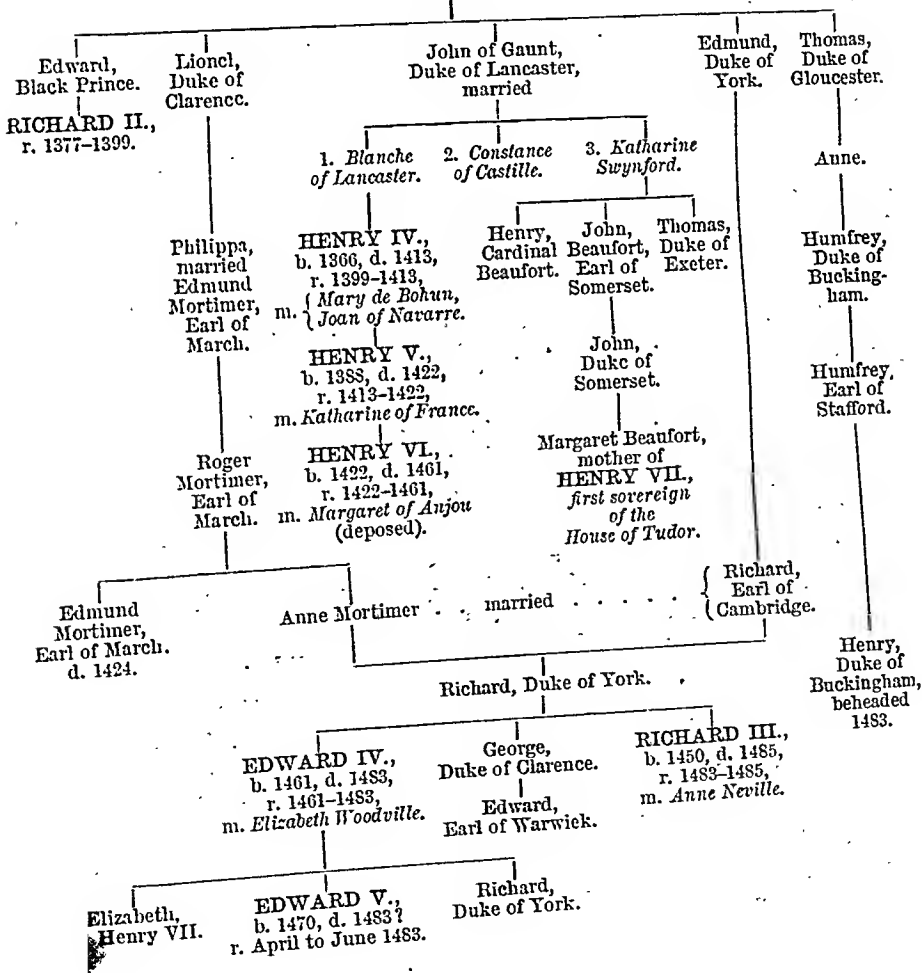 Edward,
Black Prince.
RICHARD II.,
r. 1377–1399.
Lionel,
Duke of
Clarence.
John of Gaunt,
Duke of Lancaster,
married
Edmund,
Duke of
York.
Thomas,
Duke of
Gloucester.
1. Blanche
of Lancaster.
2. Constance
of Castille.
3. Katharine
Swynford.
Anne.
Philippa,
married
Edmund
Mortimer,
Earl of
March.
HENRY IV.,
b. 1366, d. 1413,
r. 1399–1413,
m. { Mary de Bohun,
Joan of Navarre.
Henry,
Cardinal
Beaufort.
John,
Beaufort,
Earl of
Somerset.
Thomas,
Duke of
Exeter.
Humfrey,
Duke of
Bucking-
ham.
HENRY V.,
b. 1388, d. 1422,
r. 1413–1422,
m. Katharine of France.
John,
Duke of
Somerset.
Humfrey,
Earl of
Stafford.
Roger
Mortimer,
Earl of
March.
HENRY VI.,
b. 1422, d. 1461,
r. 1422–1461,
m. Margaret of Anjou
(deposed).
Margaret Beaufort,
mother of
HENRY VII.,
first sovereign
of the
House of Tudor.
Edmund
Mortimer,
Earl of March.
d. 1424.
Anne Mortimer . . married . . . . . { Richard,
Earl of
Cambridge.
Henry,
Duke of
Buckingham,
beheaded
1483.
Richard, Duke of York.
EDWARD IV.,
b. 1461, d. 1483,
r. 1461–1483,
m. Elizabeth Woodville.
George,
Duke of Clarence.
Edward,
Earl of Warwick.
RICHARD III.,
b. 1450, d. 1485,
r. 1483–1485,
m. Anne Neville.
Elizabeth,
Henry VII.
EDWARD V.,
b. 1470, d. 1483?
r. April to June 1483.
Richard,
Duke of York.